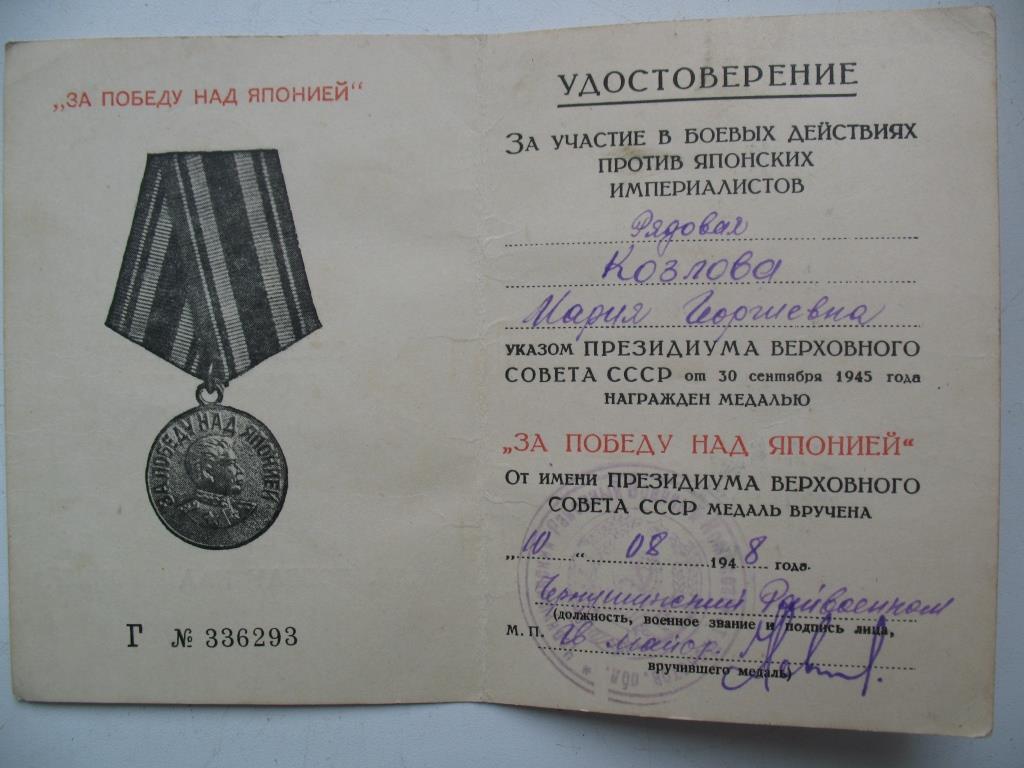 „ЗА ПОБЕДУ НАД ЯПОНИЕЙ“
ЗА ПОБЕДУ НАД ЯПОНИЕЙ
Г № 336293
УДОСТОВЕРЕНИЕ
ЗА УЧАСТИЕ В БОЕВЫХ ДЕЙСТВИЯХ
ПРОТИВ ЯПОНСКИХ
ИМПЕРИАЛИСТОВ
Рядовая
Козлова
Мария Георгиевна
УКАЗОМ ПРЕЗИДИУМА ВЕРХОВНОГО
СОВЕТА СССР от 30 сентября 1945 года
НАГРАЖДЕН МЕДАЛЬЮ
„ЗА ПОБЕДУ НАД ЯПОНИЕЙ“
ОТ ИМЕНИ ПРЕЗИДИУМА ВЕРХОВНОГО
СОВЕТА СССР МЕДАЛЬ ВРУЧЕНА
„10“ 08 1948 года.
Чернушинский Райвоенком
(должность, военное звание и подпись лица,
М. П. майор
вручившего медаль)